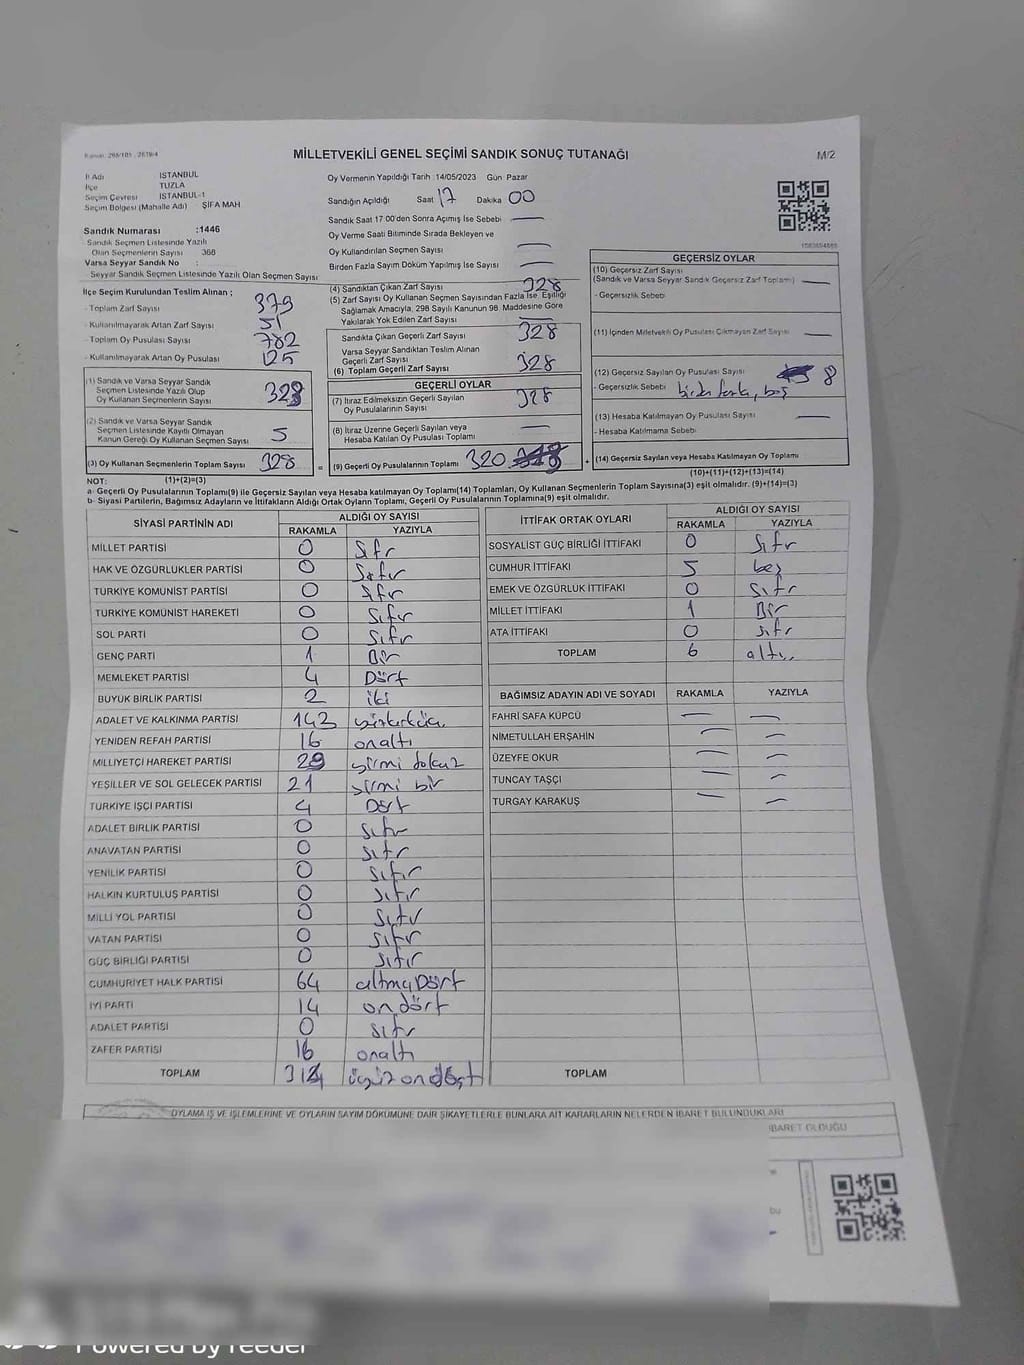 MİLLETVEKİLİ GENEL SEÇİMİ SANDIK SONUÇ TUTANAĞI
M/2
İl Adı İSTANBUL
İlçe TUZLA
Seçim Çevresi İSTANBUL-1
Seçim Bölgesi (Mahalle Adı) ŞİFA MAH
Sandık Numarası :1446
Sandık Seçmen Listesinde Yazılı
Olan Seçmenlerin Sayısı 368
Varsa Seyyar Sandık No :
Seyyar Sandık Seçmen Listesinde Yazılı Olan Seçmen Sayısı
Oy Vermenin Yapıldığı Tarih :14/05/2023 Gün Pazar
Sandığın Açıldığı Saat 17 Dakika 00
Sandık Saat 17:00'den Sonra Açımış İse Sebebi —
Oy Verme Saati Bitiminde Sırada Bekleyen ve
Oy Kullandırılan Seçmen Sayısı —
Birden Fazla Sayım Döküm Yapılmış İse Sayısı —
İlçe Seçim Kurulundan Teslim Alınan ;
- Toplam Zarf Sayısı 379
- Kullanılmayarak Artan Zarf Sayısı 51
- Toplam Oy Pusulası Sayısı
- Kullanılmayarak Artan Oy Pusulası 125
(1) Sandık ve Varsa Seyyar Sandık
Seçmen Listesinde Yazılı Olup
Oy Kullanan Seçmenlerin Sayısı
(2) Sandık ve Varsa Seyyar Sandık
Seçmen Listesinde Kayıtlı Olmayan
Kanun Gereği Oy Kullanan Seçmen Sayısı 5
(3) Oy Kullanan Seçmenlerin Toplam Sayısı 328
(4) Sandıktan Çıkan Zarf Sayısı 328
(5) Zarf Sayısı Oy Kullanan Seçmen Sayısından Fazla İse, Eşitliği
Sağlamak Amacıyla, 298 Sayılı Kanunun 98. Maddesine Göre
Yakılarak Yok Edilen Zarf Sayısı —
Sandıkta Çıkan Geçerli Zarf Sayısı 328
Varsa Seyyar Sandıktan Teslim Alınan
Geçerli Zarf Sayısı
(6) Toplam Geçerli Zarf Sayısı 328
GEÇERLİ OYLAR
(7) İtiraz Edilmeksizin Geçerli Sayılan
Oy Pusulalarının Sayısı 328
(8) İtiraz Üzerine Geçerli Sayılan veya
Hesaba Katılan Oy Pusulası Toplamı —
= (9) Geçerli Oy Pusulalarının Toplamı 320
GEÇERSİZ OYLAR
(10) Geçersiz Zarf Sayısı
(Sandık ve Varsa Seyyar Sandık Geçersiz Zarf Toplamı) —
- Geçersizlik Sebebi
(11) İçinden Milletvekili Oy Pusulası Çıkmayan Zarf Sayısı —
(12) Geçersiz Sayılan Oy Pusulası Sayısı 8
- Geçersizlik Sebebi birden fazla, boş
(13) Hesaba Katılmayan Oy Pusulası Sayısı —
- Hesaba Katılmama Sebebi
+ (14) Geçersiz Sayılan veya Hesaba Katılmayan Oy Toplamı
NOT: (1)+(2)=(3) (10)+(11)+(12)+(13)=(14)
a- Geçerli Oy Pusulalarının Toplamı(9) ile Geçersiz Sayılan veya Hesaba katılmayan Oy Toplamı(14) Toplamları, Oy Kullanan Seçmenlerin Toplam Sayısına(3) eşit olmalıdır. (9)+(14)=(3)
b- Siyasi Partilerin, Bağımsız Adayların ve İttifakların Aldığı Ortak Oyların Toplamı, Geçerli Oy Pusulalarının Toplamına(9) eşit olmalıdır.
SİYASİ PARTİNİN ADI ALDIĞI OY SAYISI
RAKAMLA YAZIYLA
MİLLET PARTİSİ 0 sıfır
HAK VE ÖZGÜRLÜKLER PARTİSİ 0 sıfır
TÜRKİYE KOMÜNİST PARTİSİ 0 sıfır
TÜRKİYE KOMÜNİST HAREKETİ 0 sıfır
SOL PARTİ 0 sıfır
GENÇ PARTİ 1 Bir
MEMLEKET PARTİSİ 4 Dört
BÜYÜK BİRLİK PARTİSİ 2 iki
ADALET VE KALKINMA PARTİSİ 143 yüzkırküç
YENİDEN REFAH PARTİSİ 16 onaltı
MİLLİYETÇİ HAREKET PARTİSİ 29 yirmi dokuz
YEŞİLLER VE SOL GELECEK PARTİSİ 21 yirmi bir
TÜRKİYE İŞÇİ PARTİSİ 4 Dört
ADALET BİRLİK PARTİSİ 0 sıfır
ANAVATAN PARTİSİ 0 sıfır
YENİLİK PARTİSİ 0 sıfır
HALKIN KURTULUŞ PARTİSİ 0 sıfır
MİLLİ YOL PARTİSİ 0 sıfır
VATAN PARTİSİ 0 sıfır
GÜÇ BİRLİĞİ PARTİSİ 0 sıfır
CUMHURİYET HALK PARTİSİ 64 altmışDört
İYİ PARTİ 14 on dört
ADALET PARTİSİ 0 sıfır
ZAFER PARTİSİ 16 onaltı
TOPLAM 314 üçyüz ondört
İTTİFAK ORTAK OYLARI ALDIĞI OY SAYISI
RAKAMLA YAZIYLA
SOSYALİST GÜÇ BİRLİĞİ İTTİFAKI 0 sıfır
CUMHUR İTTİFAKI 5 beş
EMEK VE ÖZGÜRLÜK İTTİFAKI 0 sıfır
MİLLET İTTİFAKI 1 Bir
ATA İTTİFAKI 0 sıfır
TOPLAM 6 altı
BAĞIMSIZ ADAYIN ADI VE SOYADI RAKAMLA YAZIYLA
FAHRİ SAFA KÜPCÜ — —
NİMETULLAH ERŞAHİN — —
ÜZEYFE OKUR — —
TUNCAY TAŞÇI — —
TURGAY KARAKUŞ — —
TOPLAM
OYLAMA İŞ VE İŞLEMLERİNE VE OYLARIN SAYIM DÖKÜMÜNE DAİR ŞİKAYETLERLE BUNLARA AİT KARARLARIN NELERDEN İBARET BULUNDUKLARI
İBARET OLDUĞU
Powered by reeder